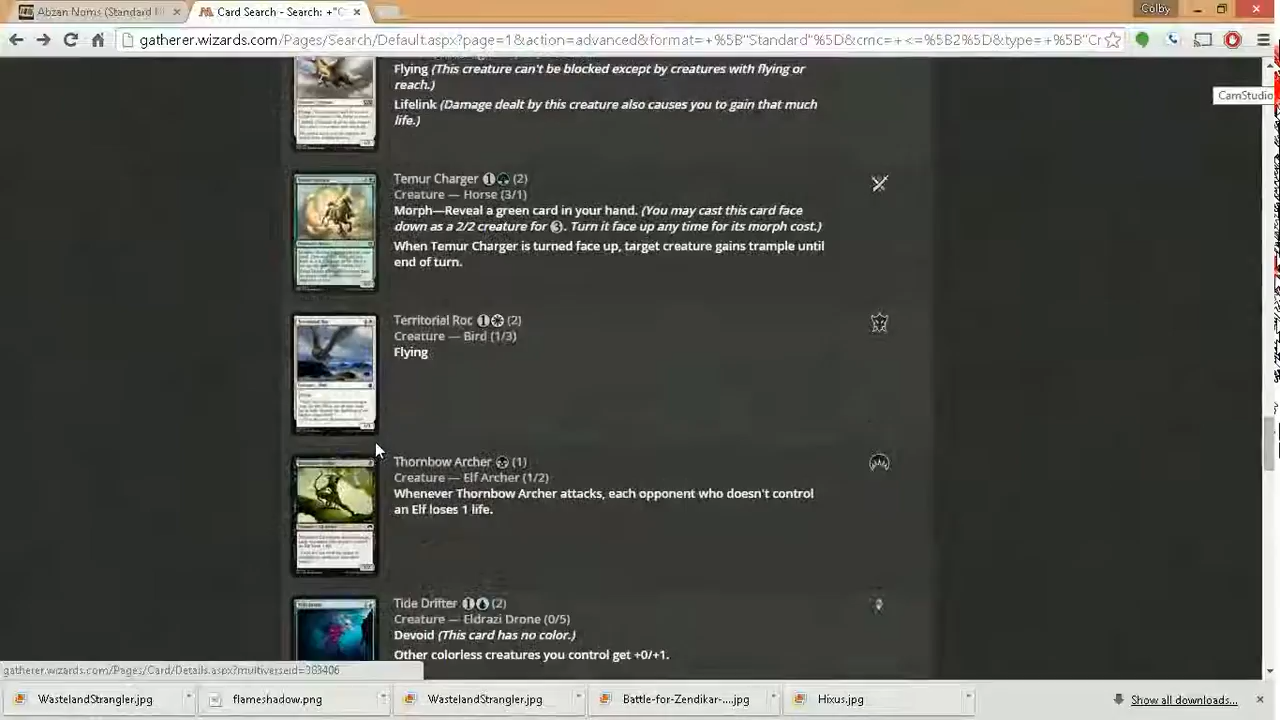 Abzan Norris (Standard D
Card Search - Search: +"C
Colby
gatherer.wizards.com/Pages/Search/Default.aspx?page=1&action=advanced&format=+%5B"Standard"%5D&cmc=+<=%5B2%5D&type=+%5B"Cr
CamStudio
Flying (This creature can't be blocked except by creatures with flying or
reach.)
Lifelink (Damage dealt by this creature also causes you to gain that much
life.)
Temur Charger 1 (2)
Creature — Horse (3/1)
Morph—Reveal a green card in your hand. (You may cast this card face
down as a 2/2 creature for 3. Turn it face up any time for its morph cost.)
When Temur Charger is turned face up, target creature gains trample until
end of turn.
Territorial Roc 1 (2)
Creature — Bird (1/3)
Flying
Thornbow Archer (1)
Creature — Elf Archer (1/2)
Whenever Thornbow Archer attacks, each opponent who doesn't control
an Elf loses 1 life.
Tide Drifter 1 (2)
Creature — Eldrazi Drone (0/5)
Devoid (This card has no color.)
Other colorless creatures you control get +0/+1.
gatherer.wizards.com/Pages/Card/Details.aspx?multiverseid=383406
WastelandStrangler.jpg
flameshadow.png
WastelandStrangler.jpg
Battle-for-Zendikar-....jpg
Hixus.jpg
Show all downloads...